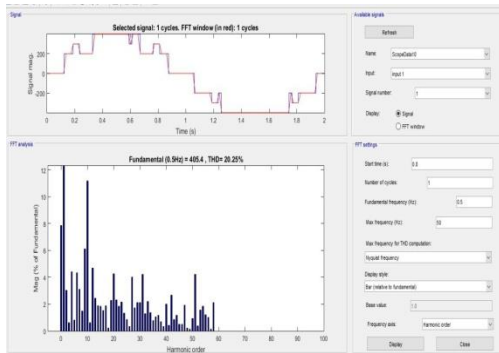 Signal
Selected signal: 1 cycles. FFT window (in red): 1 cycles
Signal mag.
200
0
-200
0 0.2 0.4 0.6 0.8 1 1.2 1.4 1.6 1.8 2
Time (s)
FFT analysis
Fundamental (0.5Hz) = 405.4 , THD= 20.25%
Mag (% of Fundamental)
12
10
8
6
4
2
0
0 10 20 30 40 50 60 70 80 90 100
Harmonic order
Available signals
Refresh
Name: ScopeData10
Input: input 1
Signal number: 1
Display: Signal
FFT window
FFT settings
Start time (s): 0.0
Number of cycles: 1
Fundamental frequency (Hz): 0.5
Max frequency (Hz): 50
Max frequency for THD computation:
Nyquist frequency
Display style:
Bar (relative to fundamental)
Base value: 1.0
Frequency axis: Harmonic order
Display Close